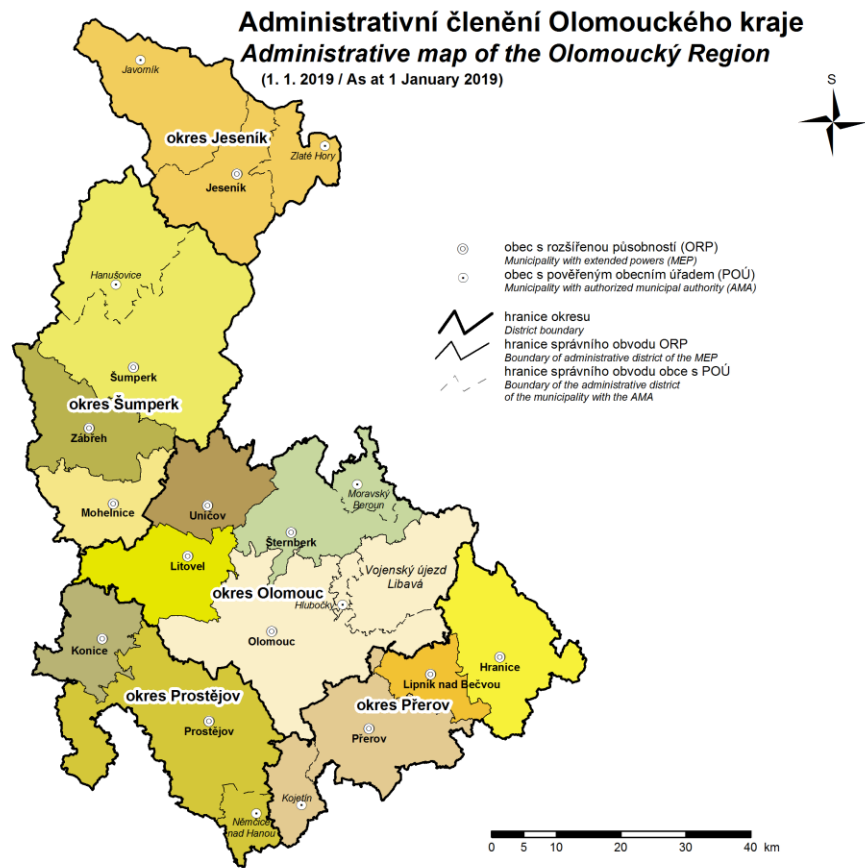 Administrativní členění Olomouckého kraje
Administrative map of the Olomoucký Region
(1. 1. 2019 / As at 1 January 2019)
S
Javorník
okres Jeseník
Zlaté Hory
Jeseník
obec s rozšířenou působností (ORP)
Municipality with extended powers (MEP)
obec s pověřeným obecním úřadem (POÚ)
Municipality with authorized municipal authority (AMA)
hranice okresu
District boundary
hranice správního obvodu ORP
Boundary of administrative district of the MEP
hranice správního obvodu obce s POÚ
Boundary of the administrative district
of the municipality with the AMA
Hanušovice
Šumperk
okres Šumperk
Zábřeh
Mohelnice
Uničov
Moravský
Beroun
Šternberk
Litovel
Vojenský újezd
Libavá
okres Olomouc
Hlubočky
Olomouc
Konice
Hranice
Lipník nad Bečvou
okres Prostějov
okres Přerov
Prostějov
Přerov
Kojetín
Němčice
nad Hanou
0 5 10 20 30 40 km